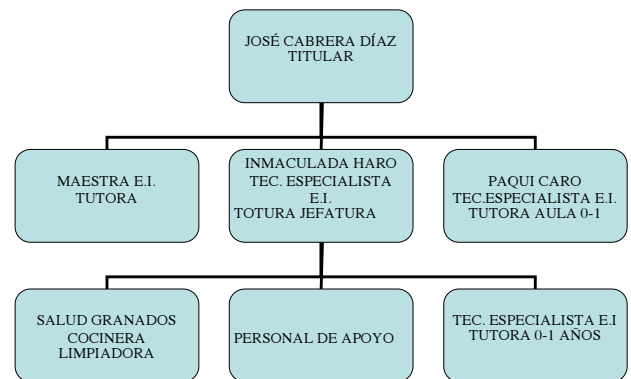 JOSÉ CABRERA DÍAZ
TITULAR
MAESTRA E.I.
TUTORA
INMACULADA HARO
TEC. ESPECIALISTA
E.I.
TOTURA JEFATURA
PAQUI CARO
TEC.ESPECIALISTA E.I.
TUTORA AULA 0-1
SALUD GRANADOS
COCINERA
LIMPIADORA
PERSONAL DE APOYO
TEC. ESPECIALISTA E.I
TUTORA 0-1 AÑOS